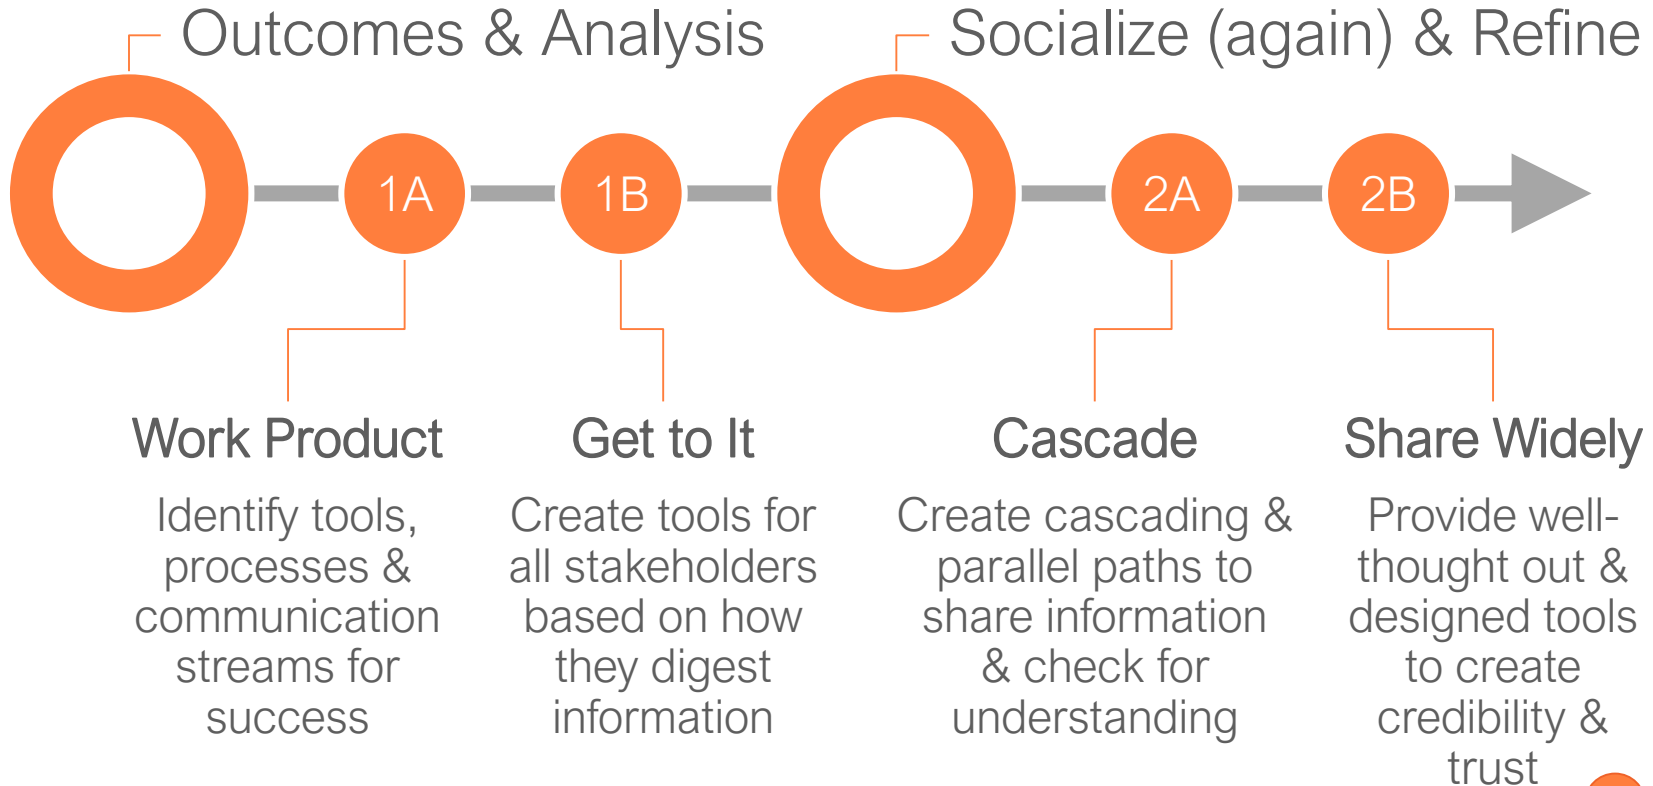 Outcomes & Analysis
Socialize (again) & Refine
1A
1B
2A
2B
Work Product
Identify tools,
processes &
communication
streams for
success
Get to It
Create tools for
all stakeholders
based on how
they digest
information
Cascade
Create cascading &
parallel paths to
share information
& check for
understanding
Share Widely
Provide well-
thought out &
designed tools
to create
credibility &
trust